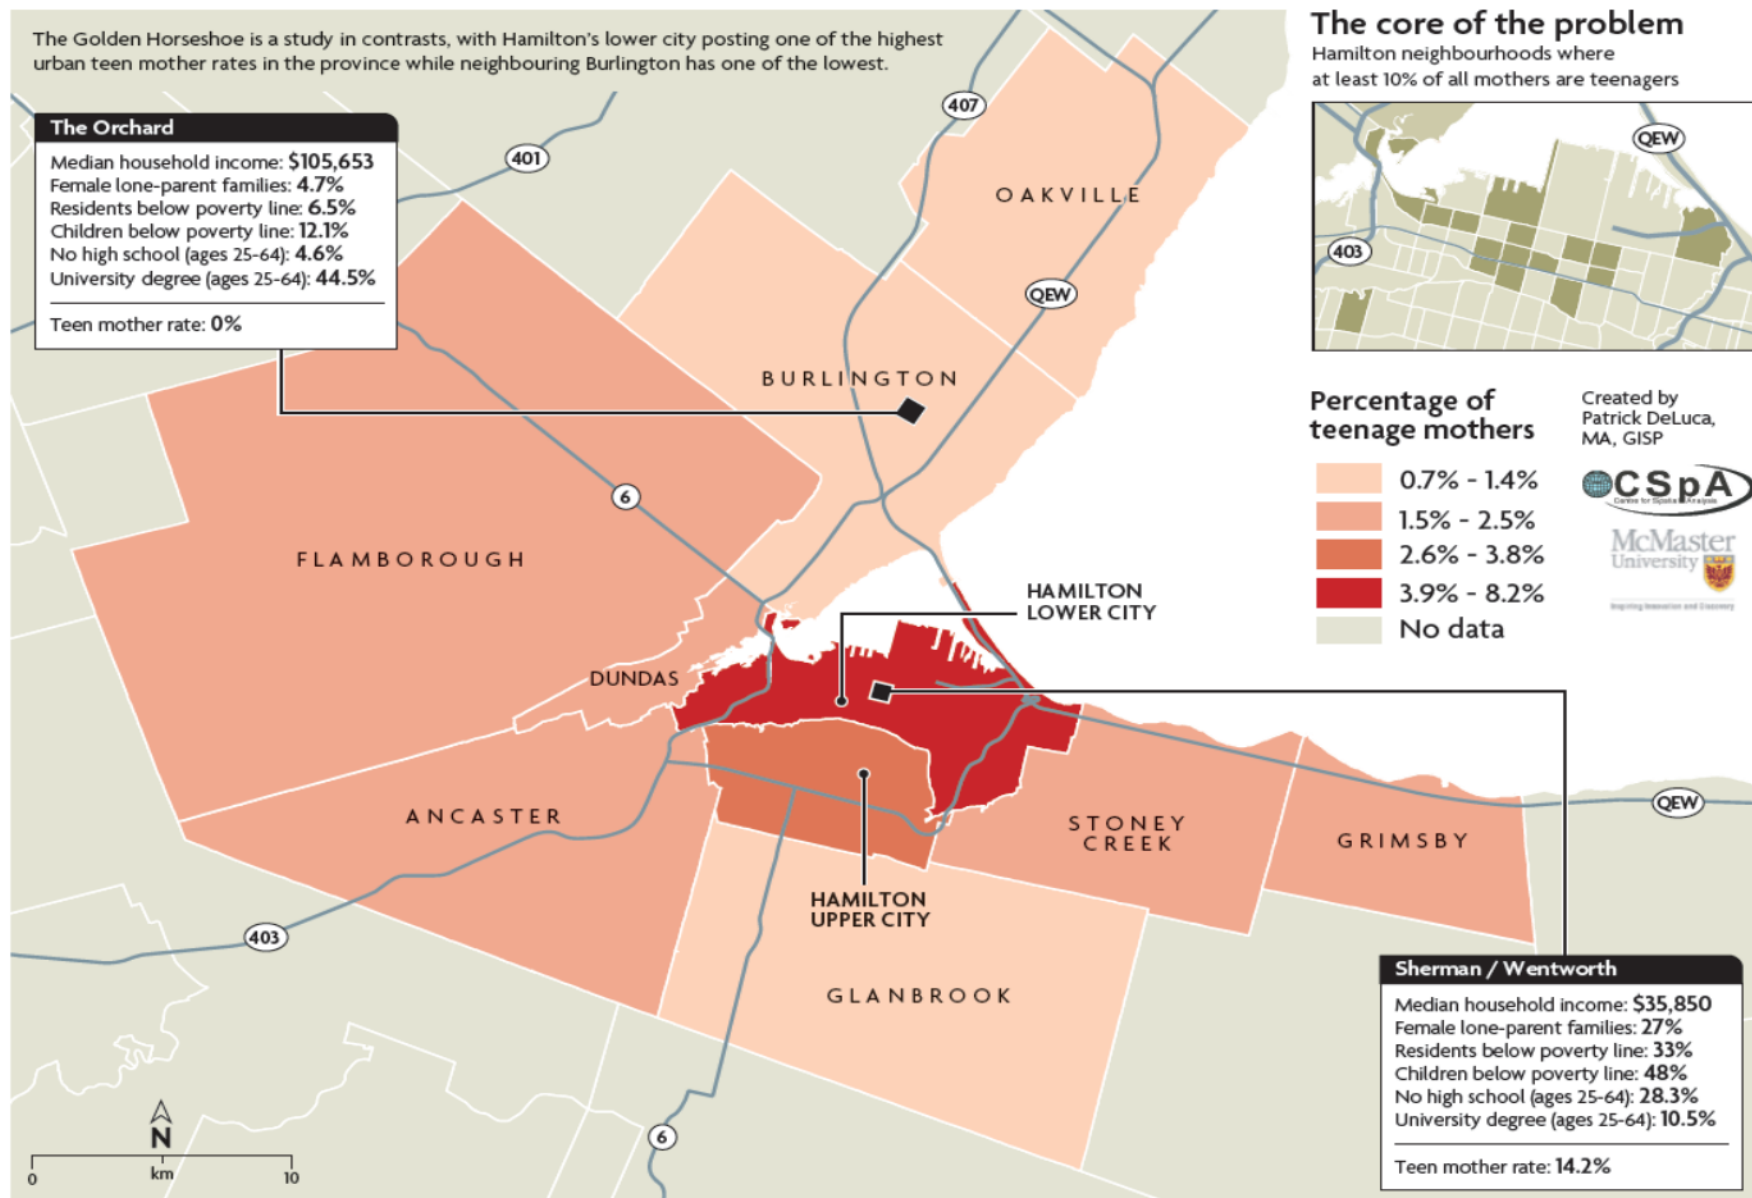 The Golden Horseshoe is a study in contrasts, with Hamilton's lower city posting one of the highest
urban teen mother rates in the province while neighbouring Burlington has one of the lowest.
The Orchard
Median household income: $105,653
Female lone-parent families: 4.7%
Residents below poverty line: 6.5%
Children below poverty line: 12.1%
No high school (ages 25-64): 4.6%
University degree (ages 25-64): 44.5%
Teen mother rate: 0%
401
407
OAKVILLE
QEW
BURLINGTON
6
FLAMBOROUGH
HAMILTON
LOWER CITY
DUNDAS
ANCASTER
STONEY
CREEK
GRIMSBY
QEW
HAMILTON
UPPER CITY
403
GLANBROOK
6
N
km
0
10
The core of the problem
Hamilton neighbourhoods where
at least 10% of all mothers are teenagers
QEW
403
Percentage of
teenage mothers
0.7% - 1.4%
1.5% - 2.5%
2.6% - 3.8%
3.9% - 8.2%
No data
Created by
Patrick DeLuca,
MA, GISP
CSpA
Centre for Spatial Analysis
McMaster
University
Inspiring Innovation and Discovery
Sherman / Wentworth
Median household income: $35,850
Female lone-parent families: 27%
Residents below poverty line: 33%
Children below poverty line: 48%
No high school (ages 25-64): 28.3%
University degree (ages 25-64): 10.5%
Teen mother rate: 14.2%